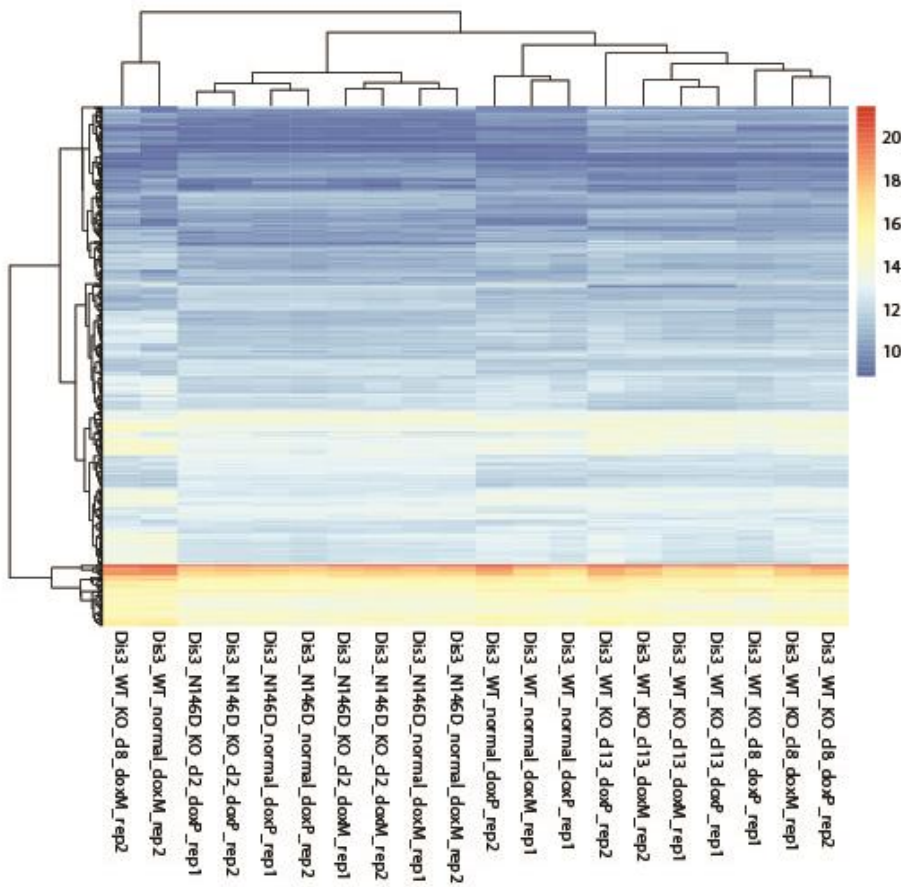 20
18
16
14
12
10
Dis3_WT_KO_d8_doxM_rep2
Dis3_WT_normal_doxM_rep2
Dis3_N146D_KO_d2_doxP_rep1
Dis3_N146D_KO_d2_doxP_rep2
Dis3_N146D_normal_doxP_rep1
Dis3_N146D_normal_doxP_rep2
Dis3_N146D_KO_d2_doxM_rep1
Dis3_N146D_KO_d2_doxM_rep2
Dis3_N146D_normal_doxM_rep1
Dis3_N146D_normal_doxM_rep2
Dis3_WT_normal_doxP_rep2
Dis3_WT_normal_doxM_rep1
Dis3_WT_normal_doxP_rep1
Dis3_WT_KO_d13_doxP_rep2
Dis3_WT_KO_d13_doxM_rep2
Dis3_WT_KO_d13_doxM_rep1
Dis3_WT_KO_d13_doxP_rep1
Dis3_WT_KO_d8_doxP_rep1
Dis3_WT_KO_d8_doxM_rep1
Dis3_WT_KO_d8_doxP_rep2